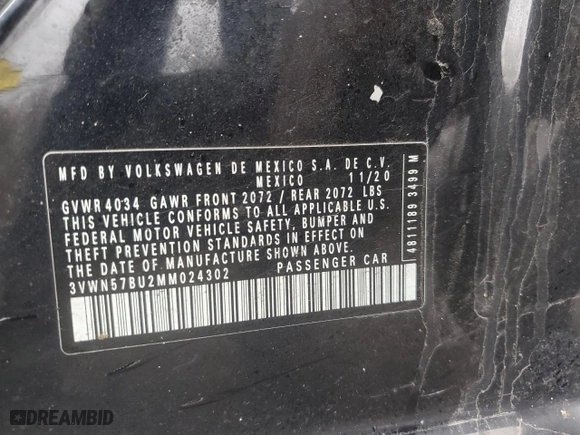 MFD BY VOLKSWAGEN DE MEXICO S.A. DE C.V.
MEXICO 11/20
GVWR 4034 GAWR FRONT 2072 / REAR 2072 LBS
THIS VEHICLE CONFORMS TO ALL APPLICABLE U.S.
FEDERAL MOTOR VEHICLE SAFETY, BUMPER AND
THEFT PREVENTION STANDARDS IN EFFECT ON
THE DATE OF MANUFACTURE SHOWN ABOVE.
3VWN57BU2MM024302 PASSENGER CAR
4811189 3499 M
DREAMBID